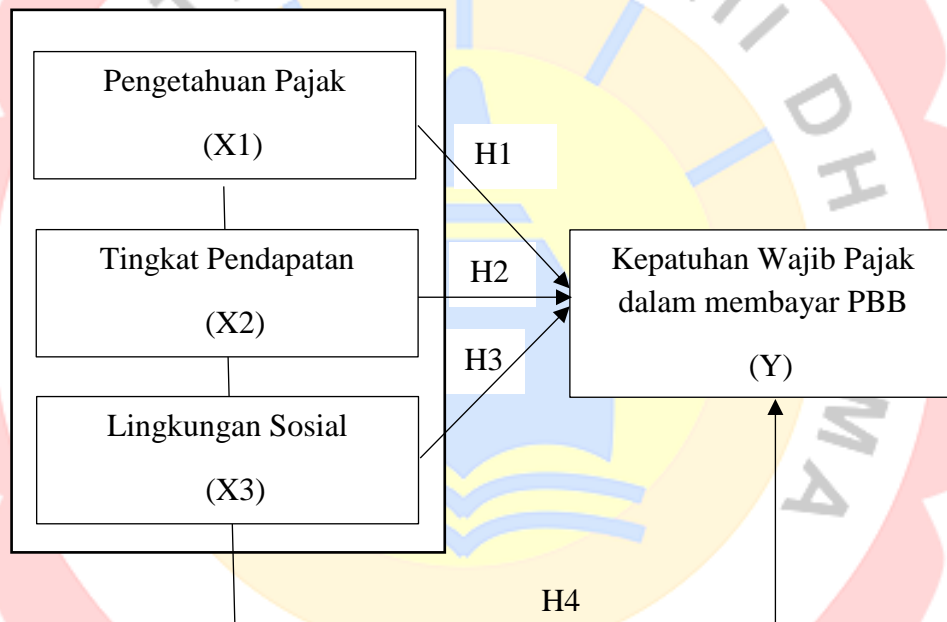 Pengetahuan Pajak
(X1)
H1
Tingkat Pendapatan
(X2)
H2
Kepatuhan Wajib Pajak
dalam membayar PBB
(Y)
H3
Lingkungan Sosial
(X3)
H4